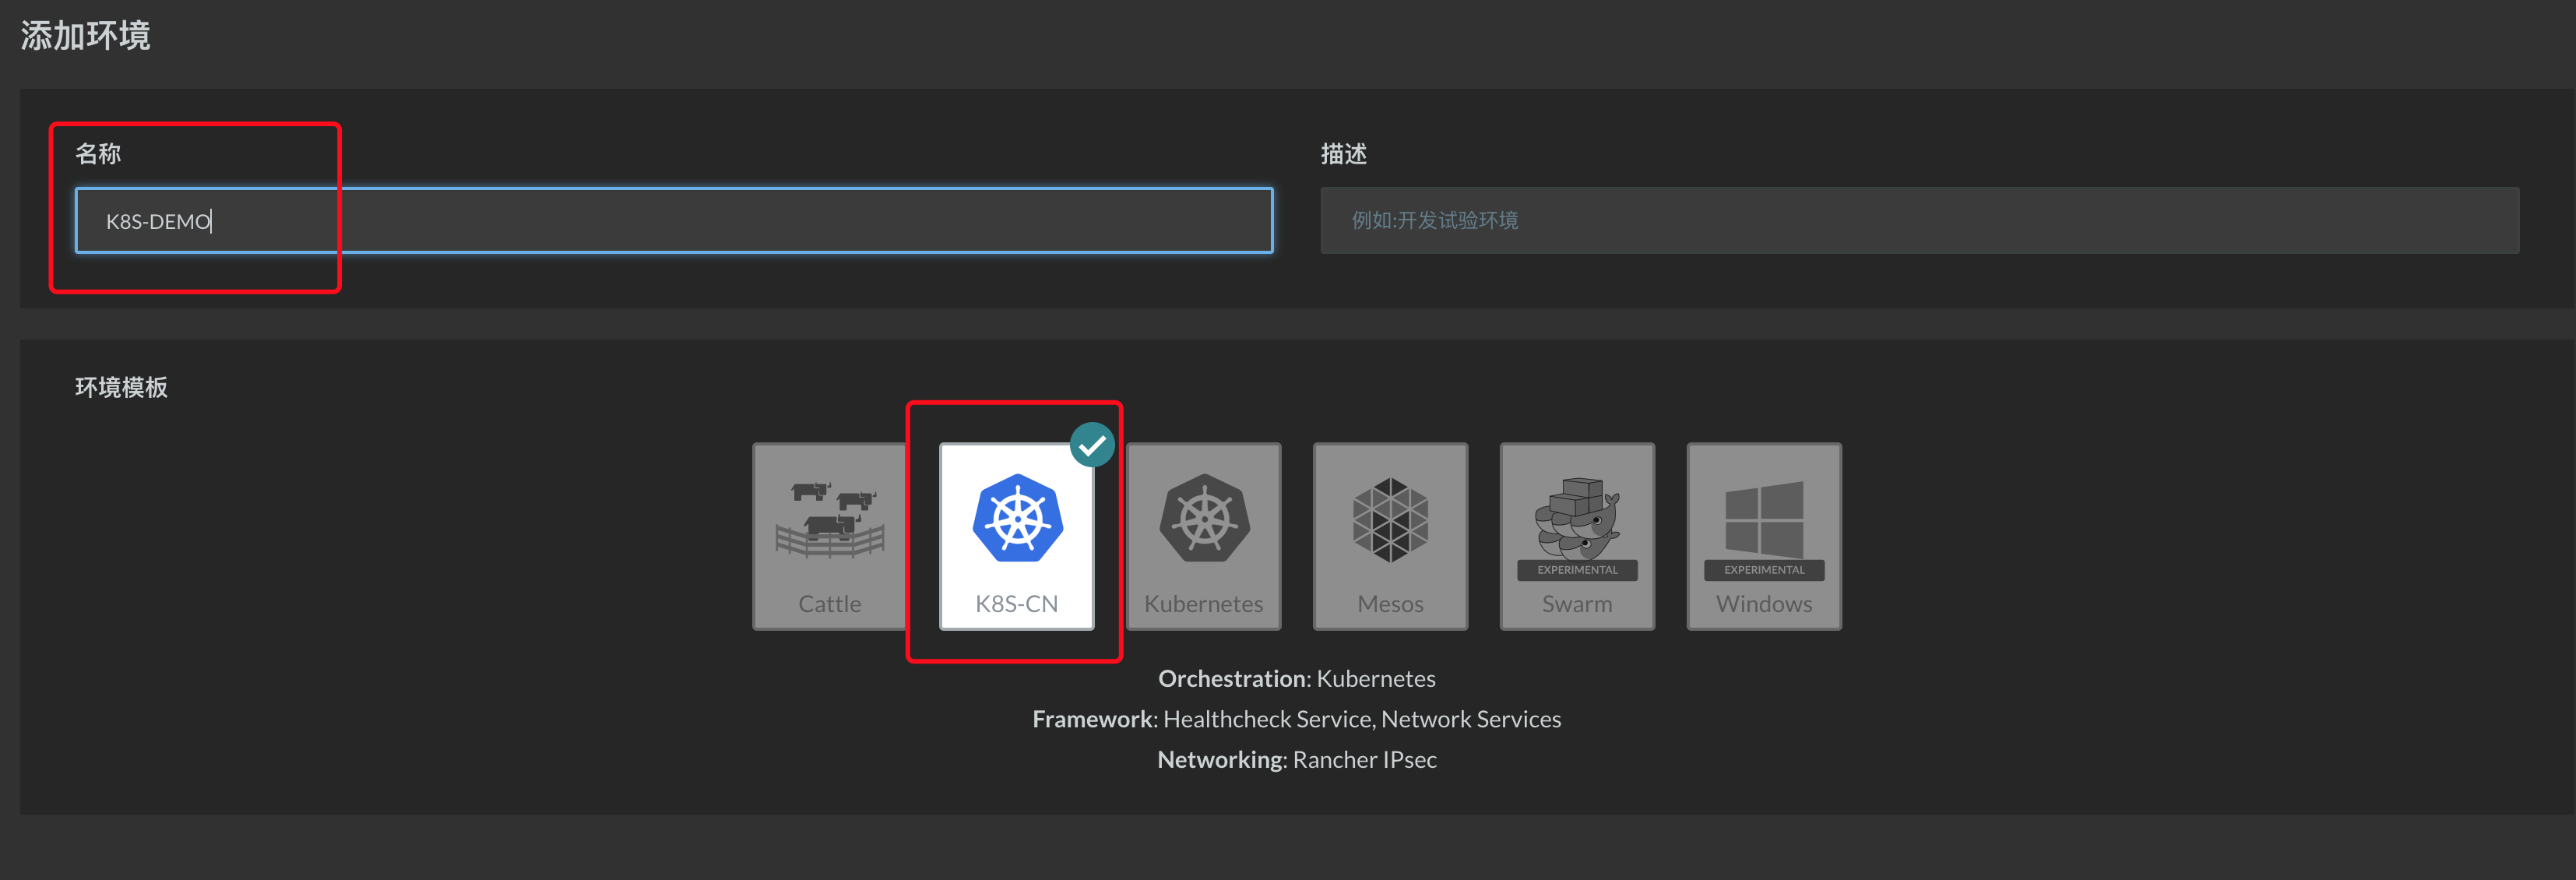 添加环境
名称
描述
K8S-DEMO
例如:开发试验环境
环境模板
EXPERIMENTAL
EXPERIMENTAL
Cattle
K8S-CN
Kubernetes
Mesos
Swarm
Windows
Orchestration: Kubernetes
Framework: Healthcheck Service, Network Services
Networking: Rancher IPsec